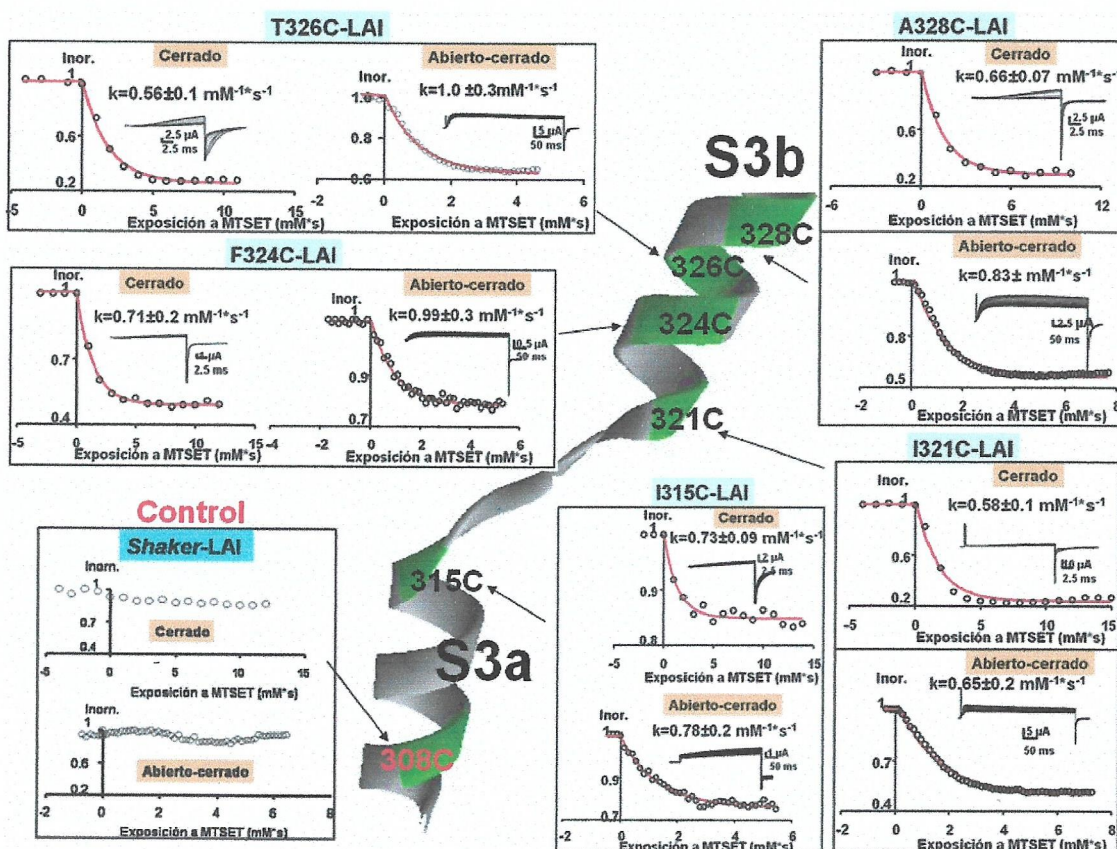 T326C-LAI
Inor.
Cerrado
k=0.56±0.1 mM⁻¹*s⁻¹
1
0.6
0.2
2.5 µA
2.5 ms
-5 0 5 10 15
Exposición a MTSET (mM*s)
Inor.
Abierto-cerrado
k=1.0 ±0.3mM⁻¹*s⁻¹
1.0
0.8
0.6
5 µA
50 ms
-2 0 2 4 6
Exposición a MTSET (mM*s)
A328C-LAI
Inor.
Cerrado
k=0.66±0.07 mM⁻¹*s⁻¹
1
0.6
0.2
2.5 µA
2.5 ms
-6 0 6 12
Exposición a MTSET (mM*s)
Inor.
Abierto-cerrado
k=0.83± mM⁻¹*s⁻¹
1
0.8
0.5
2.5 µA
50 ms
-2 0 2 4 6 8
Exposición a MTSET (mM*s)
F324C-LAI
Inor.
Cerrado
k=0.71±0.2 mM⁻¹*s⁻¹
1
0.7
0.4
µA
2.5 ms
-5 0 5 10 15
Exposición a MTSET (mM*s)
Inor.
Abierto-cerrado
k=0.99±0.3 mM⁻¹*s⁻¹
1
0.9
0.7
0.5 µA
50 ms
-2 0 2 4 6
Exposición a MTSET (mM*s)
S3b
328C
326C
324C
321C
315C
S3a
308C
Control
Shaker-LAI
Inorn.
1
0.7
0.4
Cerrado
-5 0 5 10 15
Exposición a MTSET (mM*s)
Inorn.
1
0.6
0.2
Abierto-cerrado
-2 0 2 4 6 8
Exposición a MTSET (mM*s)
I315C-LAI
Inor.
Cerrado
k=0.73±0.09 mM⁻¹*s⁻¹
1
0.9
0.8
2 µA
2.5 ms
-5 0 5 10 15
Exposición a MTSET (mM*s)
Inor.
Abierto-cerrado
k=0.78±0.2 mM⁻¹*s⁻¹
1
0.9
0.7
1 µA
50 ms
-2 0 2 4 6
Exposición a MTSET (mM*s)
I321C-LAI
Inor.
Cerrado
k=0.58±0.1 mM⁻¹*s⁻¹
1
0.6
0.2
µA
2.5 ms
-5 0 5 10 15
Exposición a MTSET (mM*s)
Inor.
Abierto-cerrado
k=0.65±0.2 mM⁻¹*s⁻¹
1
0.7
0.4
5 µA
50 ms
-2 0 2 4 6 8
Exposición a MTSET (mM*s)